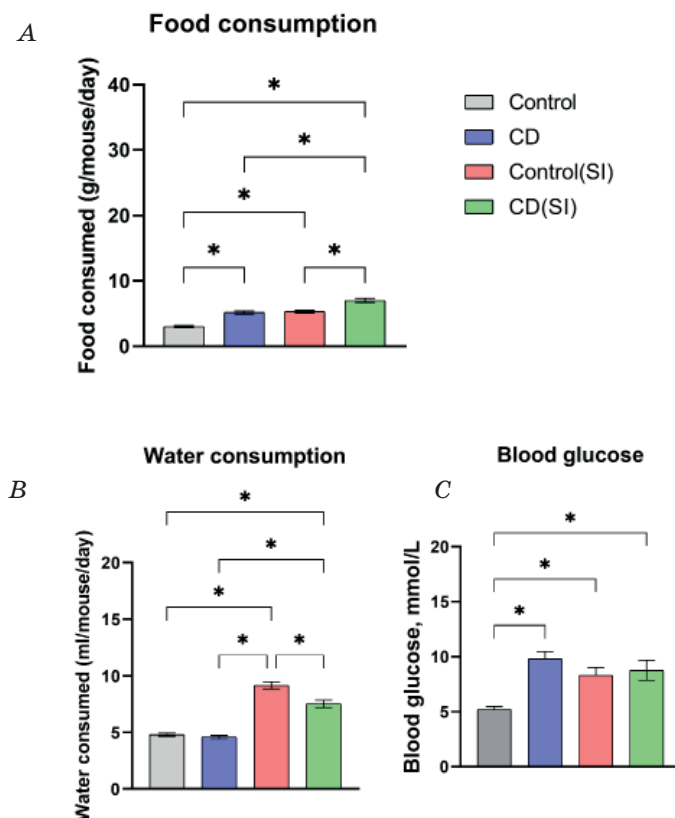 A
Food consumption
Food consumed (g/mouse/day)
40
30
20
10
0
*
*
*
*
*
Control
CD
Control(SI)
CD(SI)
B
Water consumption
Water consumed (ml/mouse/day)
20
15
10
5
0
*
*
*
*
*
C
Blood glucose
Blood glucose, mmol/L
20
15
10
5
0
*
*
*